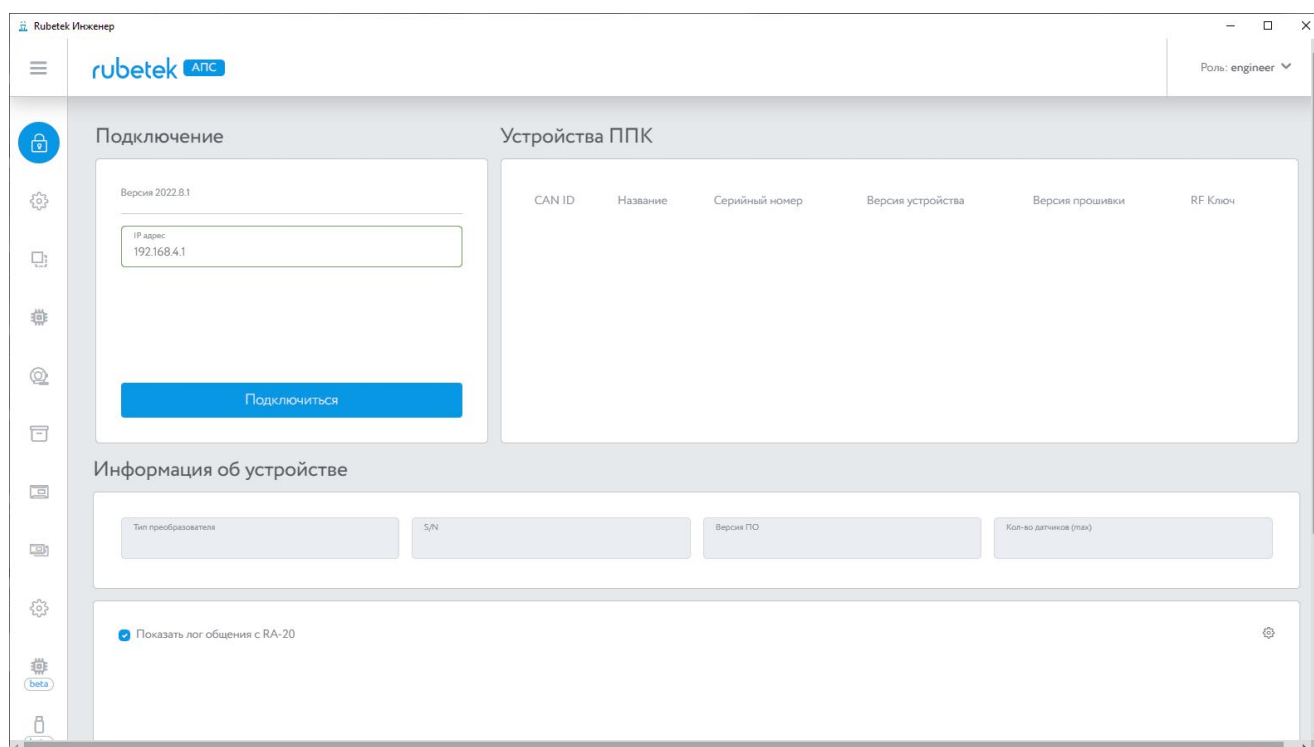 Rubetek Инженер
rubetek АПС
Роль: engineer
Подключение
Устройства ППК
Версия 2022.8.1
CAN ID Название Серийный номер Версия устройства Версия прошивки RF Ключ
IP адрес
192.168.4.1
Подключиться
Информация об устройстве
Тип преобразователя S/N Версия ПО Кол-во датчиков (max)
Показать лог общения с RA-20
beta